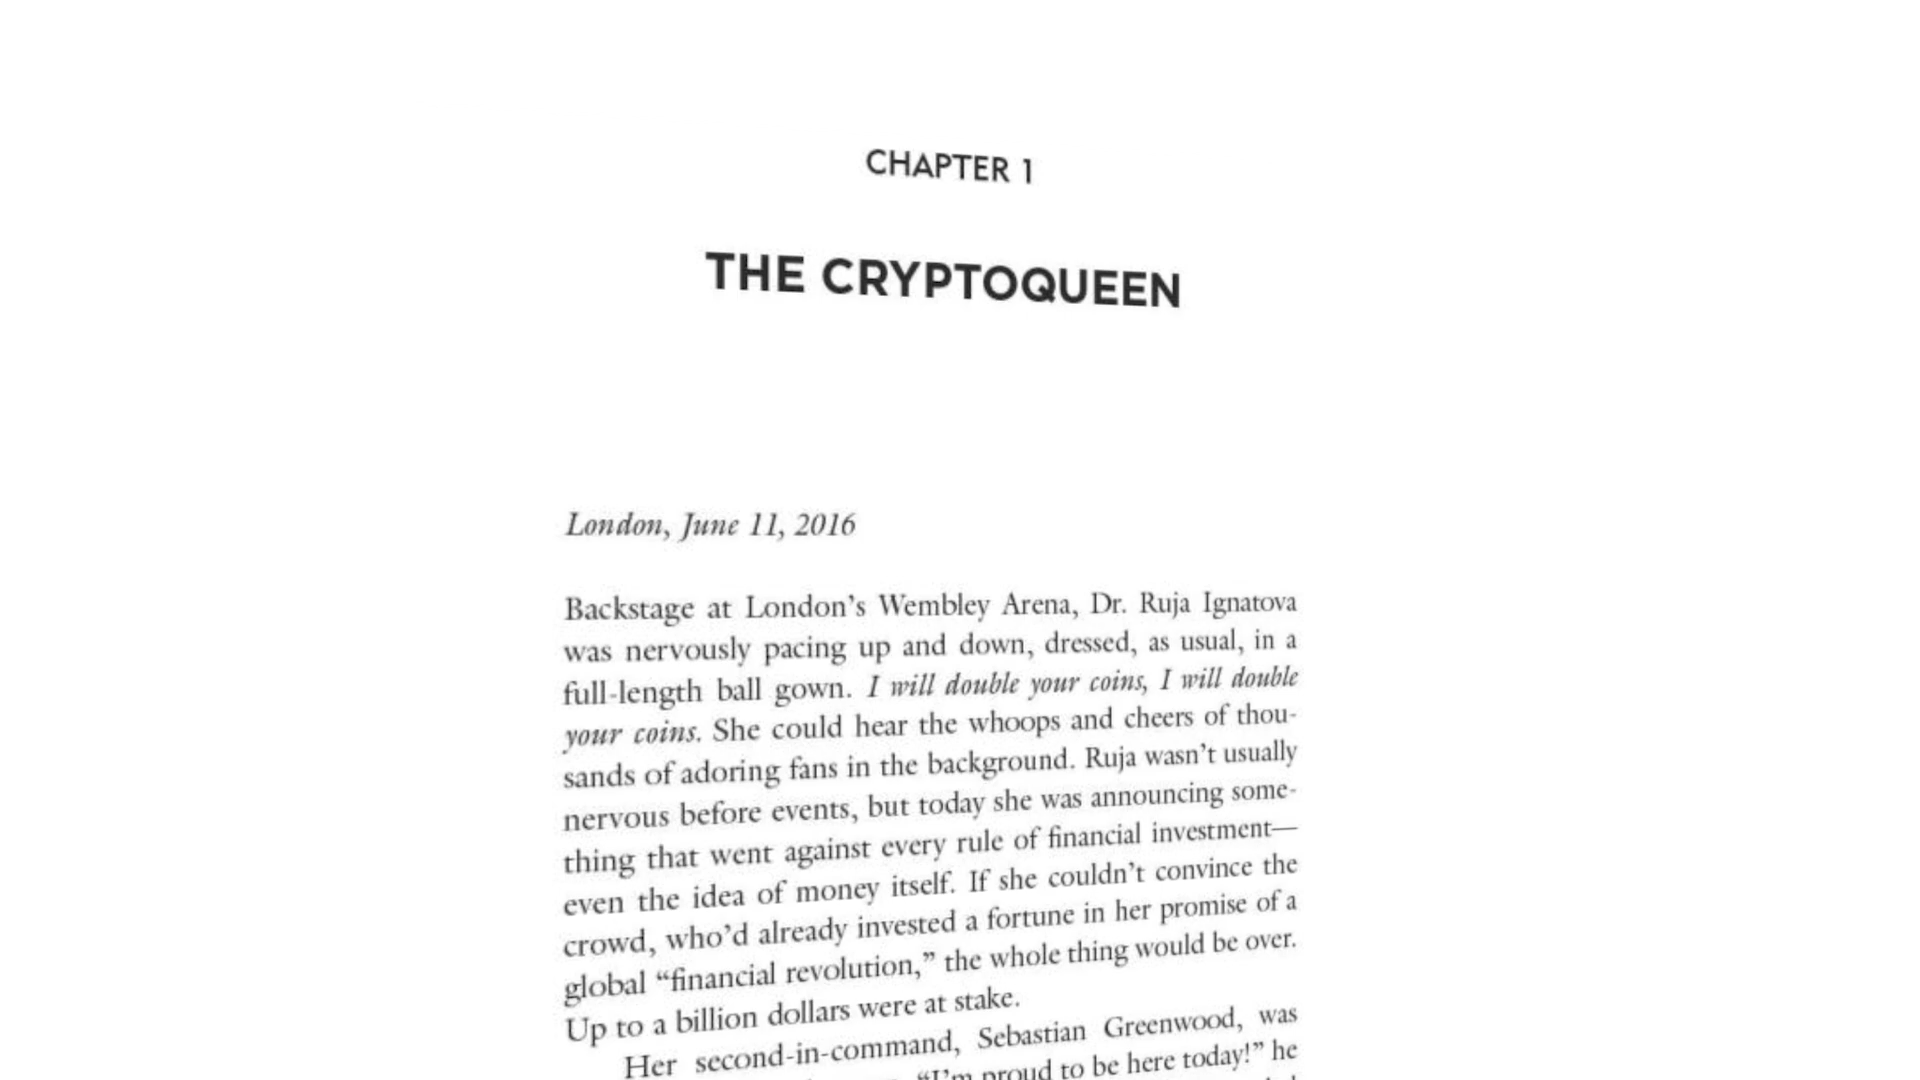 CHAPTER 1
THE CRYPTOQUEEN
London, June 11, 2016
Backstage at London’s Wembley Arena, Dr. Ruja Ignatova
was nervously pacing up and down, dressed, as usual, in a
full-length ball gown. I will double your coins, I will double
your coins. She could hear the whoops and cheers of thou-
sands of adoring fans in the background. Ruja wasn’t usually
nervous before events, but today she was announcing some-
thing that went against every rule of financial investment—
even the idea of money itself. If she couldn’t convince the
crowd, who’d already invested a fortune in her promise of a
global “financial revolution,” the whole thing would be over.
Up to a billion dollars were at stake.
Her second-in-command, Sebastian Greenwood, was
“I’m proud to be here today!” he